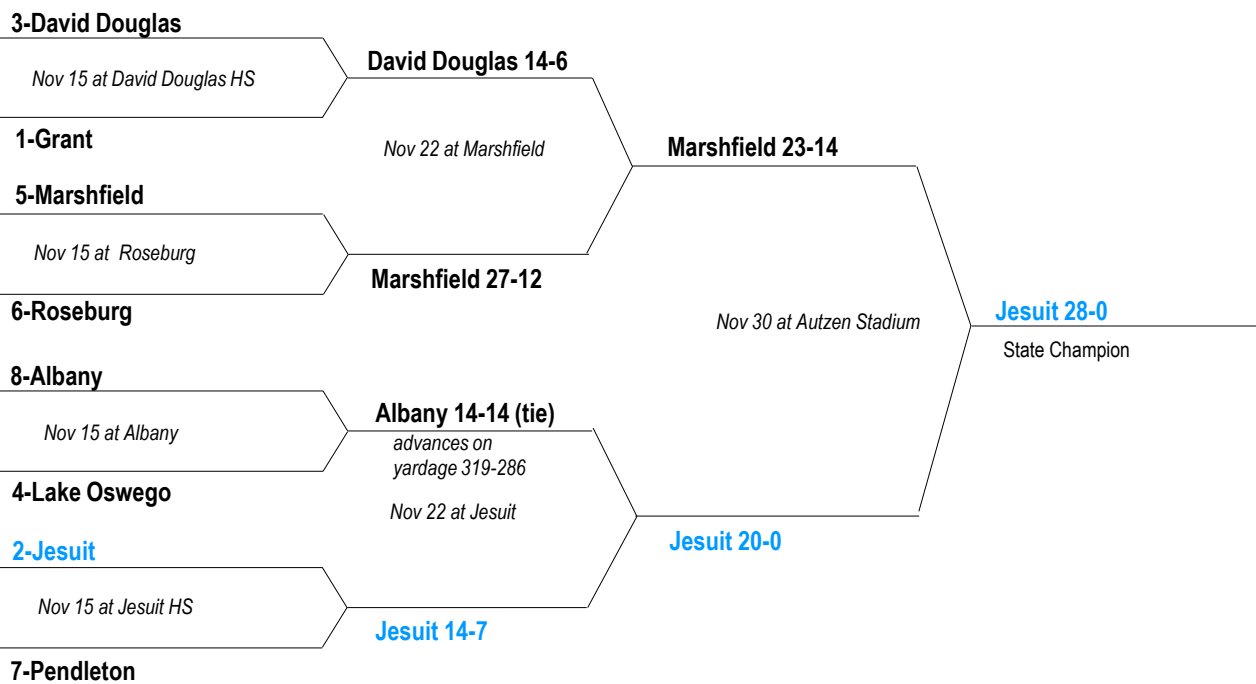 3-David Douglas
Nov 15 at David Douglas HS
1-Grant
David Douglas 14-6
Nov 22 at Marshfield
5-Marshfield
Nov 15 at  Roseburg
6-Roseburg
Marshfield 27-12
Marshfield 23-14
Nov 30 at Autzen Stadium
Jesuit 28-0
State Champion
8-Albany
Nov 15 at Albany
4-Lake Oswego
Albany 14-14 (tie)
advances on
yardage 319-286
Nov 22 at Jesuit
Jesuit 20-0
2-Jesuit
Nov 15 at Jesuit HS
7-Pendleton
Jesuit 14-7